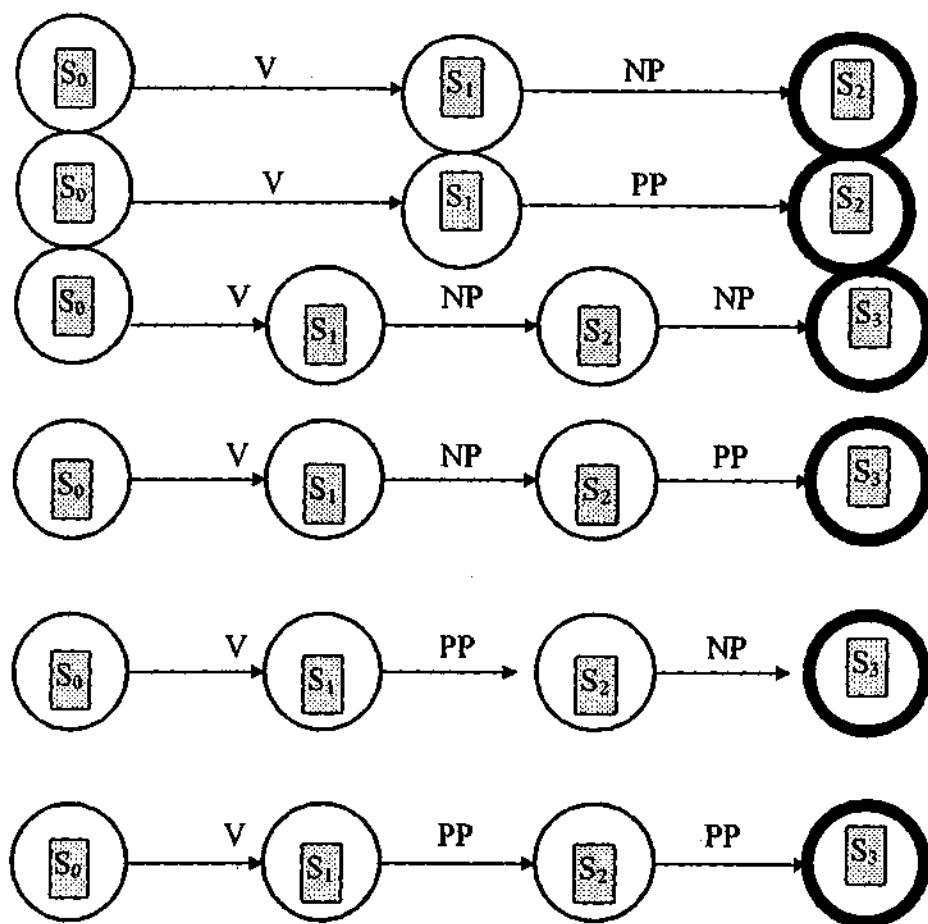 S₀ V S₁ NP S₂
S₀ V S₁ PP S₂
S₀ V S₁ NP S₂ NP S₃
S₀ V S₁ NP S₂ PP S₃
S₀ V S₁ PP S₂ NP S₃
S₀ V S₁ PP S₂ PP S₃